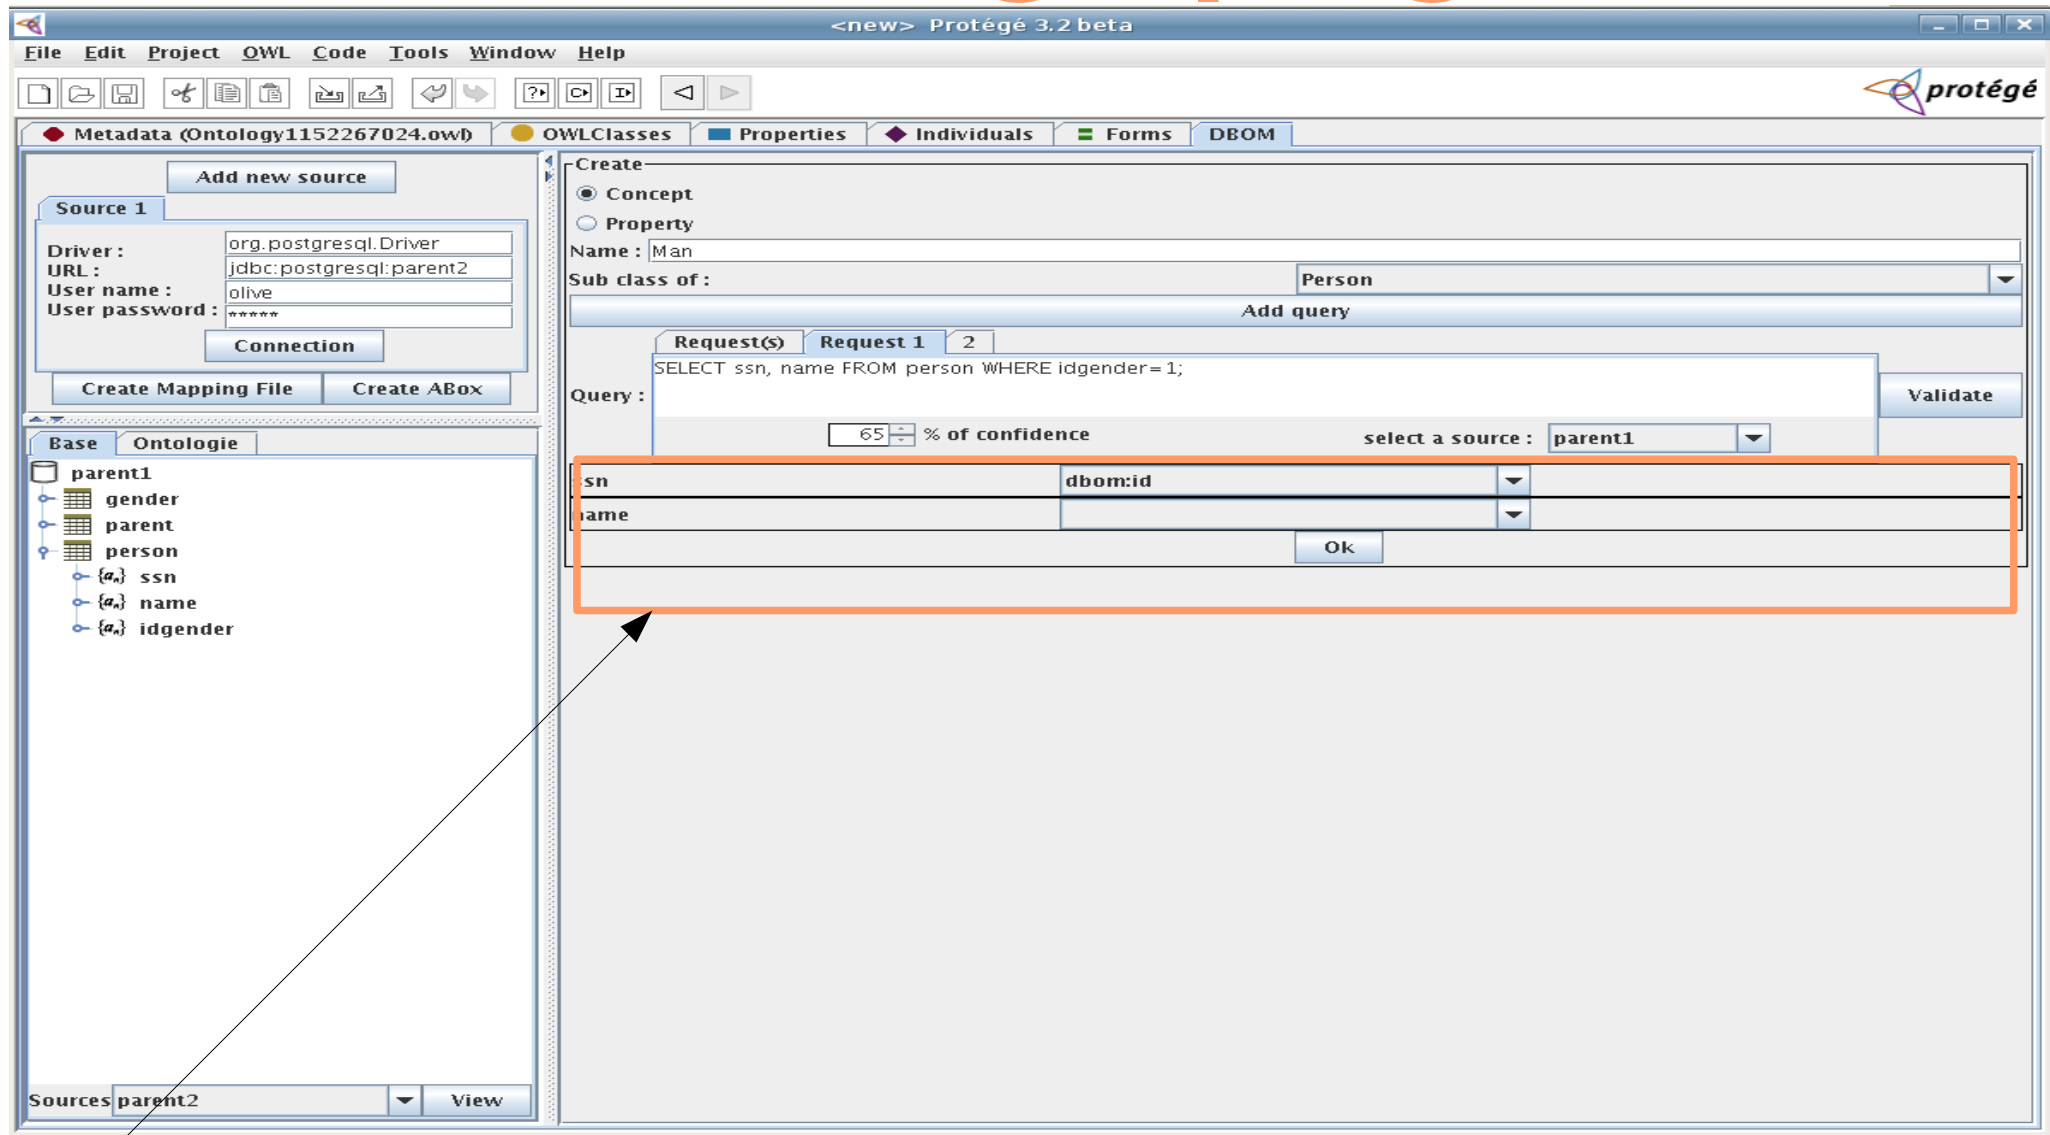 <new> Protégé 3.2 beta
File Edit Project OWL Code Tools Window Help
protégé
Metadata (Ontology1152267024.owl) OWLClasses Properties Individuals Forms DBOM
Add new source
Source 1
Driver : org.postgresql.Driver
URL : jdbc:postgresql:parent2
User name : olive
User password : *****
Connection
Create Mapping File Create ABox
Base Ontologie
parent1
gender
parent
person
{a,} ssn
{a,} name
{a,} idgender
Sources parent2 View
Create
Concept
Property
Name : Man
Sub class of : Person
Add query
Request(s) Request 1 2
SELECT ssn, name FROM person WHERE idgender=1;
Query : Validate
65 % of confidence select a source : parent1
ssn dbom:id
name
Ok